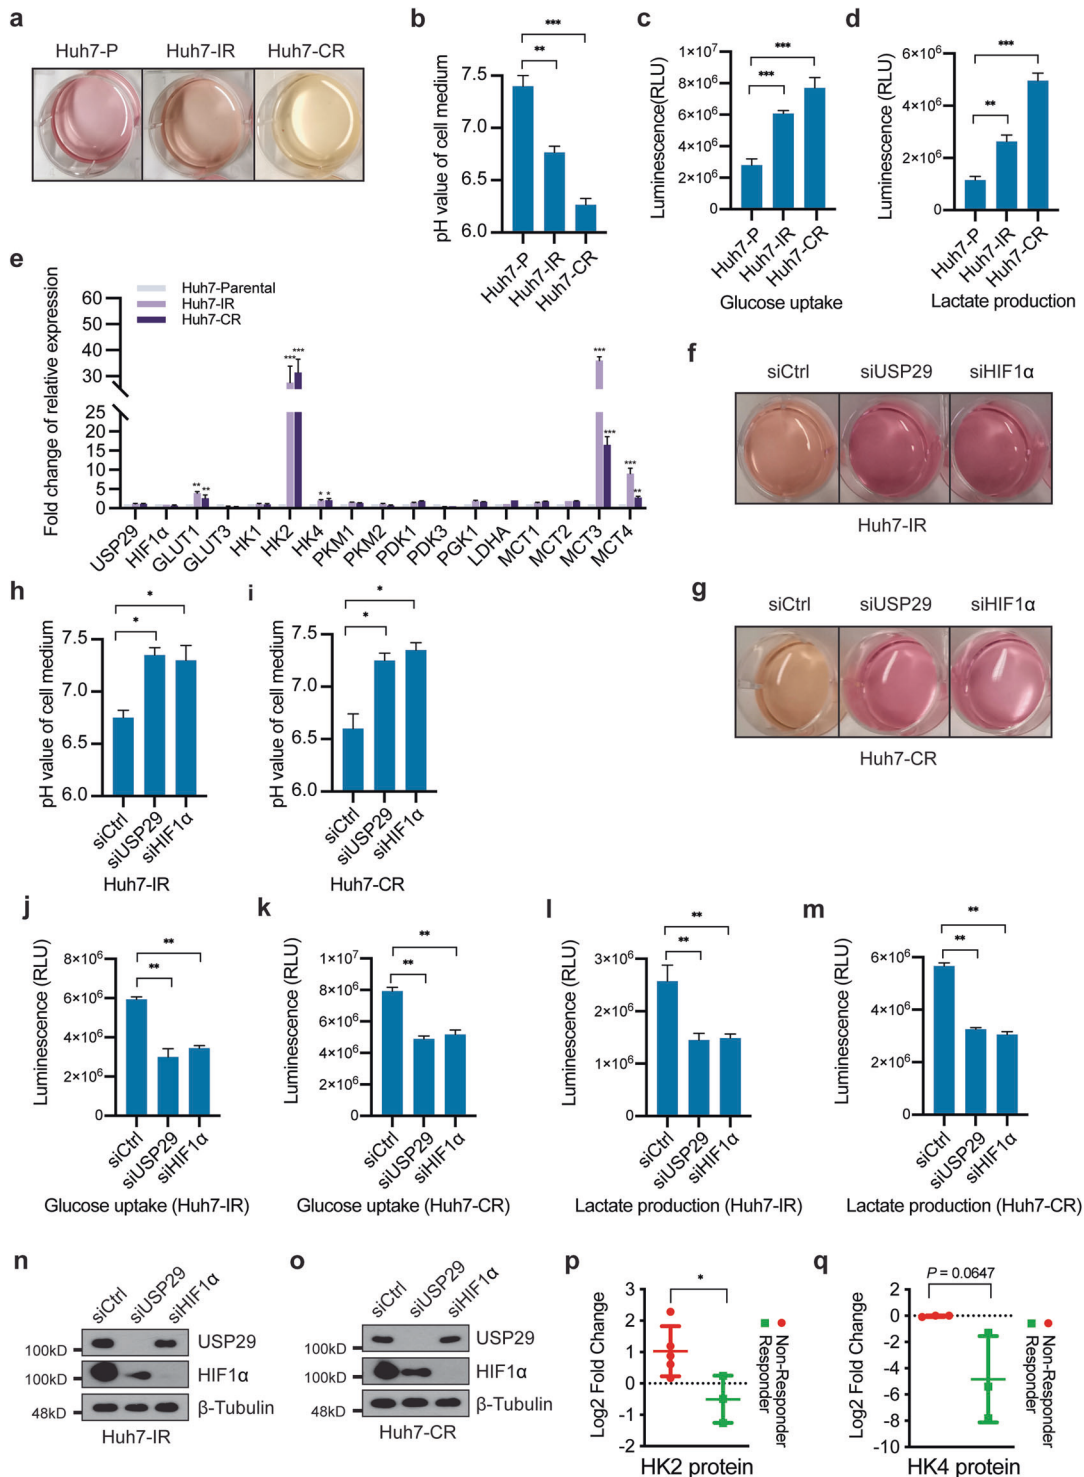 a
Huh7-P Huh7-IR Huh7-CR
b
*** 
**
pH value of cell medium
7.5
7.0
6.5
6.0
Huh7-P Huh7-IR Huh7-CR
c
***
***
Luminescence(RLU)
1×10⁷
8×10⁶
6×10⁶
4×10⁶
2×10⁶
0
Huh7-P Huh7-IR Huh7-CR
Glucose uptake
d
***
**
Luminescence (RLU)
6×10⁶
4×10⁶
2×10⁶
0
Huh7-P Huh7-IR Huh7-CR
Lactate production
e
Huh7-Parental
Huh7-IR
Huh7-CR
Fold change of relative expression
60
50
40
30
25
20
15
10
5
0
** ** *** *** * * *** *** *** **
USP29 HIF1α GLUT1 GLUT3 HK1 HK2 HK4 PKM1 PKM2 PDK1 PDK3 PGK1 LDHA MCT1 MCT2 MCT3 MCT4
f
siCtrl siUSP29 siHIF1α
Huh7-IR
g
siCtrl siUSP29 siHIF1α
Huh7-CR
h
*
*
pH value of cell medium
7.5
7.0
6.5
6.0
siCtrl siUSP29 siHIF1α
Huh7-IR
i
*
*
pH value of cell medium
7.5
7.0
6.5
6.0
siCtrl siUSP29 siHIF1α
Huh7-CR
j
**
**
Luminescence (RLU)
8×10⁶
6×10⁶
4×10⁶
2×10⁶
0
siCtrl siUSP29 siHIF1α
Glucose uptake (Huh7-IR)
k
**
**
Luminescence (RLU)
1×10⁷
8×10⁶
6×10⁶
4×10⁶
2×10⁶
0
siCtrl siUSP29 siHIF1α
Glucose uptake (Huh7-CR)
l
**
**
Luminescence (RLU)
3×10⁶
2×10⁶
1×10⁶
0
siCtrl siUSP29 siHIF1α
Lactate production (Huh7-IR)
m
**
**
Luminescence (RLU)
6×10⁶
4×10⁶
2×10⁶
0
siCtrl siUSP29 siHIF1α
Lactate production (Huh7-CR)
n
siCtrl siUSP29 siHIF1α
100kD USP29
100kD HIF1α
48kD β-Tubulin
Huh7-IR
o
siCtrl siUSP29 siHIF1α
100kD USP29
100kD HIF1α
48kD β-Tubulin
Huh7-CR
p
*
Log2 Fold Change
3
2
1
0
-1
-2
Non-Responder
Responder
HK2 protein
q
P = 0.0647
Log2 Fold Change
2
0
-2
-4
-6
-8
-10
Non-Responder
Responder
HK4 protein